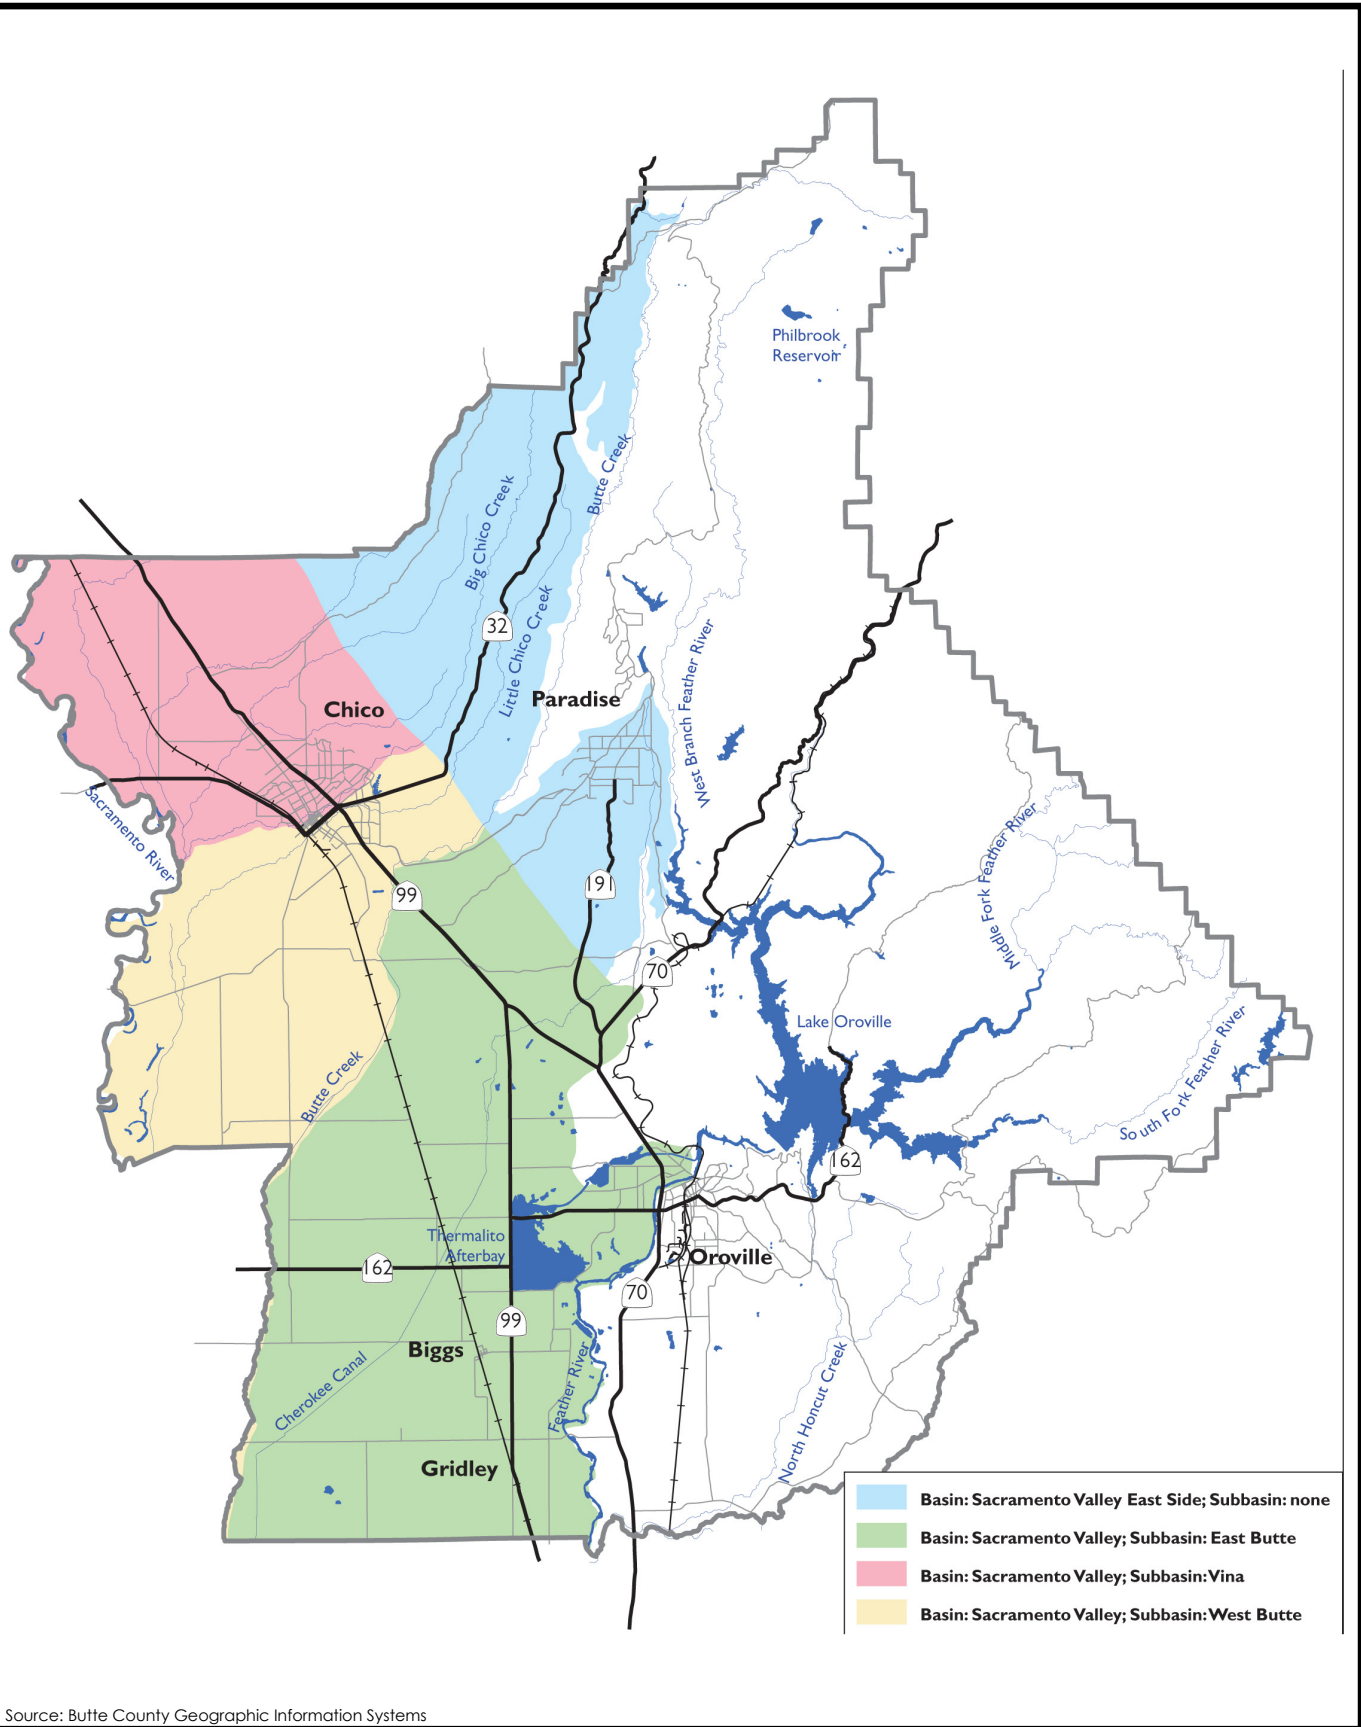 Philbrook
Reservoir
Butte Creek
Big Chico Creek
32
Little Chico Creek
West Branch Feather River
Paradise
Chico
Sacramento River
Middle Fork Feather River
99
191
70
Lake Oroville
South Fork Feather River
Butte Creek
162
Thermalito
Afterbay
Oroville
162
70
99
Biggs
Cherokee Canal
Feather River
North Honcut Creek
Gridley
Basin: Sacramento Valley East Side; Subbasin: none
Basin: Sacramento Valley; Subbasin: East Butte
Basin: Sacramento Valley; Subbasin: Vina
Basin: Sacramento Valley; Subbasin: West Butte
Source: Butte County Geographic Information Systems